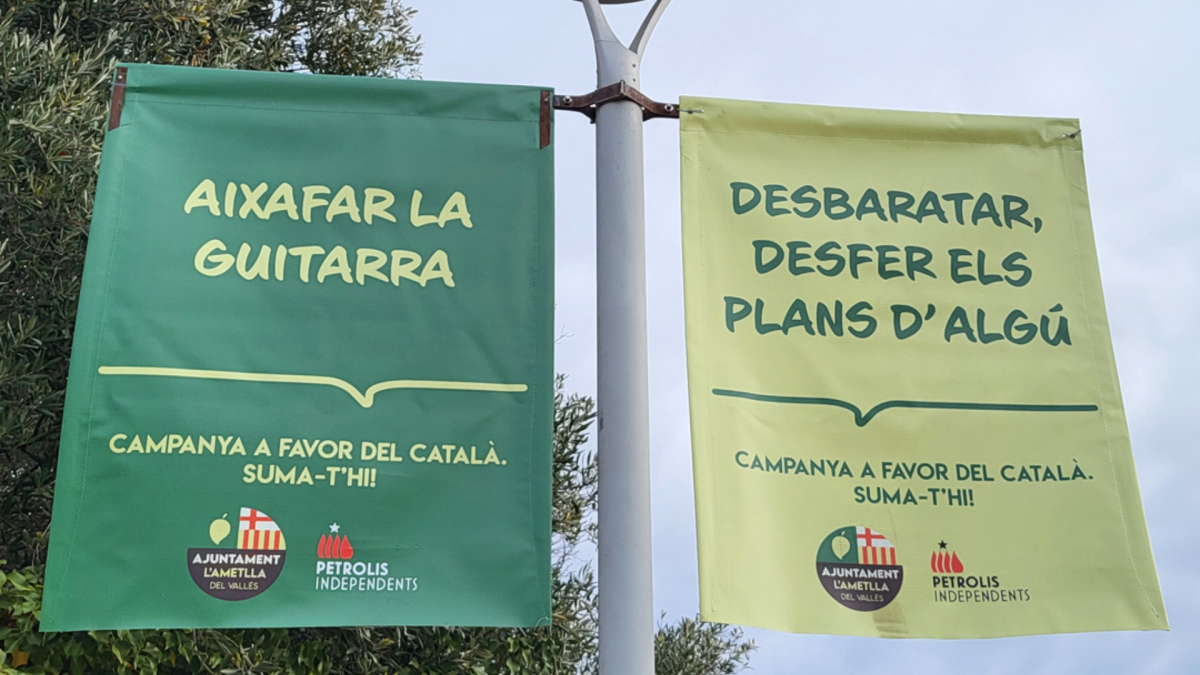 AIXAFAR LA
GUITARRA
CAMPANYA A FAVOR DEL CATALÀ.
SUMA-T'HI!
AJUNTAMENT
L'AMETLLA
DEL VALLÈS
PETROLIS
INDEPENDENTS
DESBARATAR,
DESFER ELS
PLANS D'ALGÚ
CAMPANYA A FAVOR DEL CATALÀ.
SUMA-T'HI!
AJUNTAMENT
L'AMETLLA
DEL VALLÈS
PETROLIS
INDEPENDENTS